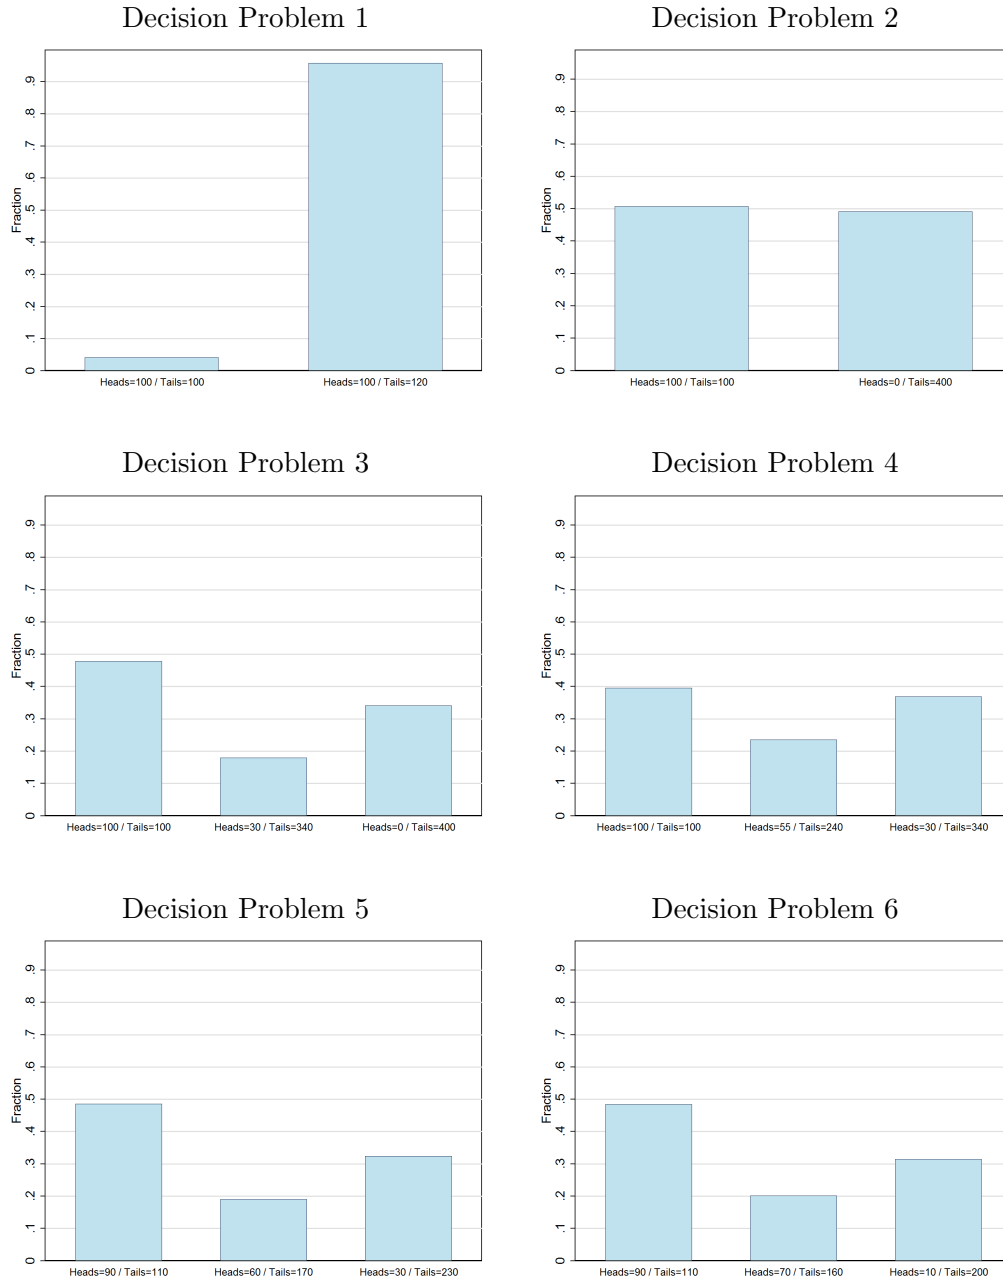 Decision Problem 1
Decision Problem 2
Fraction
0 .1 .2 .3 .4 .5 .6 .7 .8 .9
Heads=100 / Tails=100
Heads=100 / Tails=120
Fraction
0 .1 .2 .3 .4 .5 .6 .7 .8 .9
Heads=100 / Tails=100
Heads=0 / Tails=400
Decision Problem 3
Decision Problem 4
Fraction
0 .1 .2 .3 .4 .5 .6 .7 .8 .9
Heads=100 / Tails=100
Heads=30 / Tails=340
Heads=0 / Tails=400
Fraction
0 .1 .2 .3 .4 .5 .6 .7 .8 .9
Heads=100 / Tails=100
Heads=55 / Tails=240
Heads=30 / Tails=340
Decision Problem 5
Decision Problem 6
Fraction
0 .1 .2 .3 .4 .5 .6 .7 .8 .9
Heads=90 / Tails=110
Heads=60 / Tails=170
Heads=30 / Tails=230
Fraction
0 .1 .2 .3 .4 .5 .6 .7 .8 .9
Heads=90 / Tails=110
Heads=70 / Tails=160
Heads=10 / Tails=200